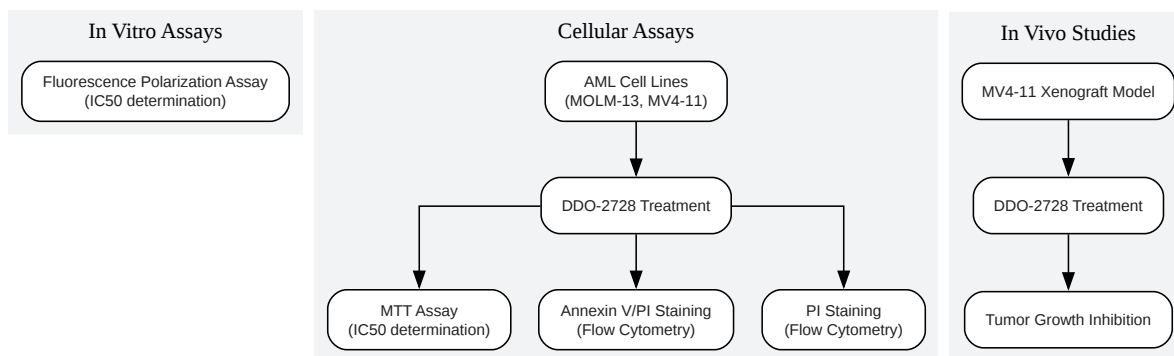 In Vitro Assays
Fluorescence Polarization Assay
(IC50 determination)
Cellular Assays
AML Cell Lines
(MOLM-13, MV4-11)
DDO-2728 Treatment
MTT Assay
(IC50 determination)
Annexin V/PI Staining
(Flow Cytometry)
PI Staining
(Flow Cytometry)
In Vivo Studies
MV4-11 Xenograft Model
DDO-2728 Treatment
Tumor Growth Inhibition